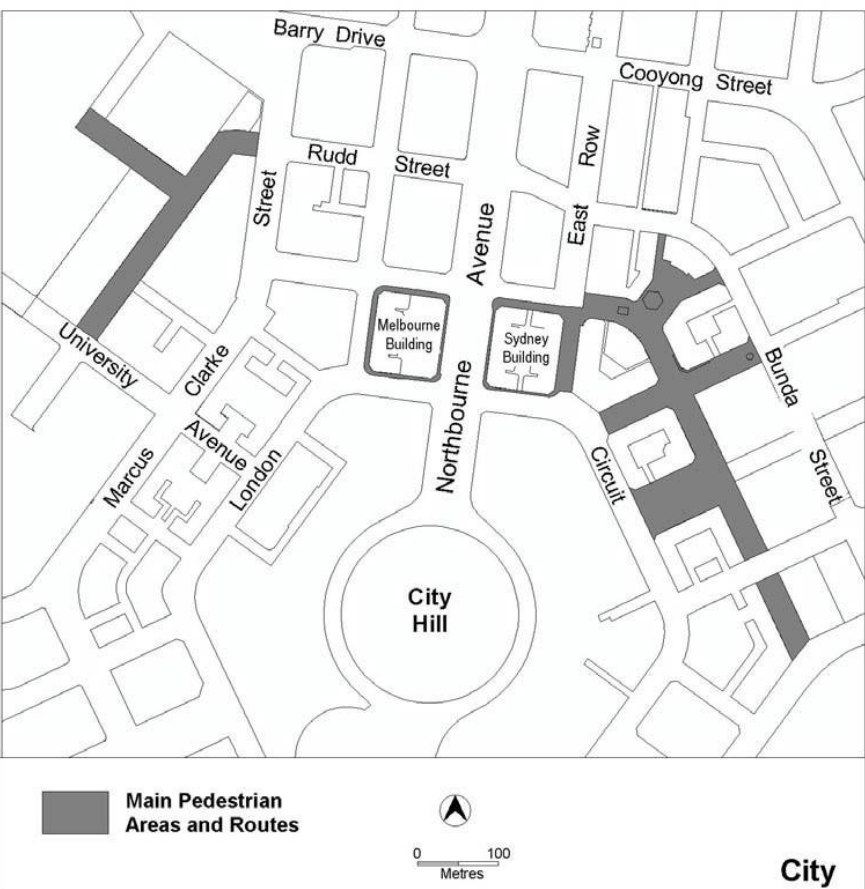 Barry Drive
Cooyong Street
Rudd Street
Street
East Row
Avenue
Melbourne
Building
Sydney
Building
University
Avenue
Marcus
Clarke
London
Circuit
Northbourne
Bunda
Street
City
Hill
Main Pedestrian
Areas and Routes
0 100
Metres
City